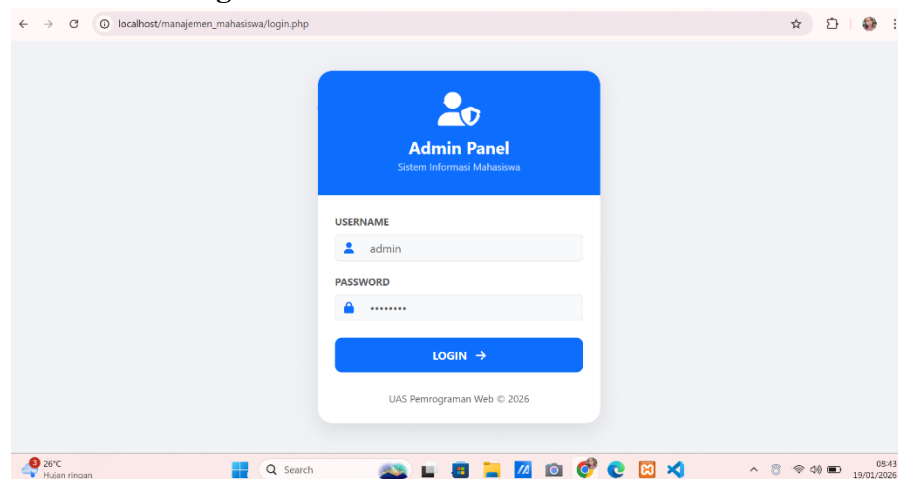 localhost/manajemen_mahasiswa/login.php
Admin Panel
Sistem Informasi Mahasiswa
USERNAME
admin
PASSWORD
••••••••
LOGIN →
UAS Pemrograman Web © 2026
3
26°C
Hujan ringan
Search
08:43
19/01/2026